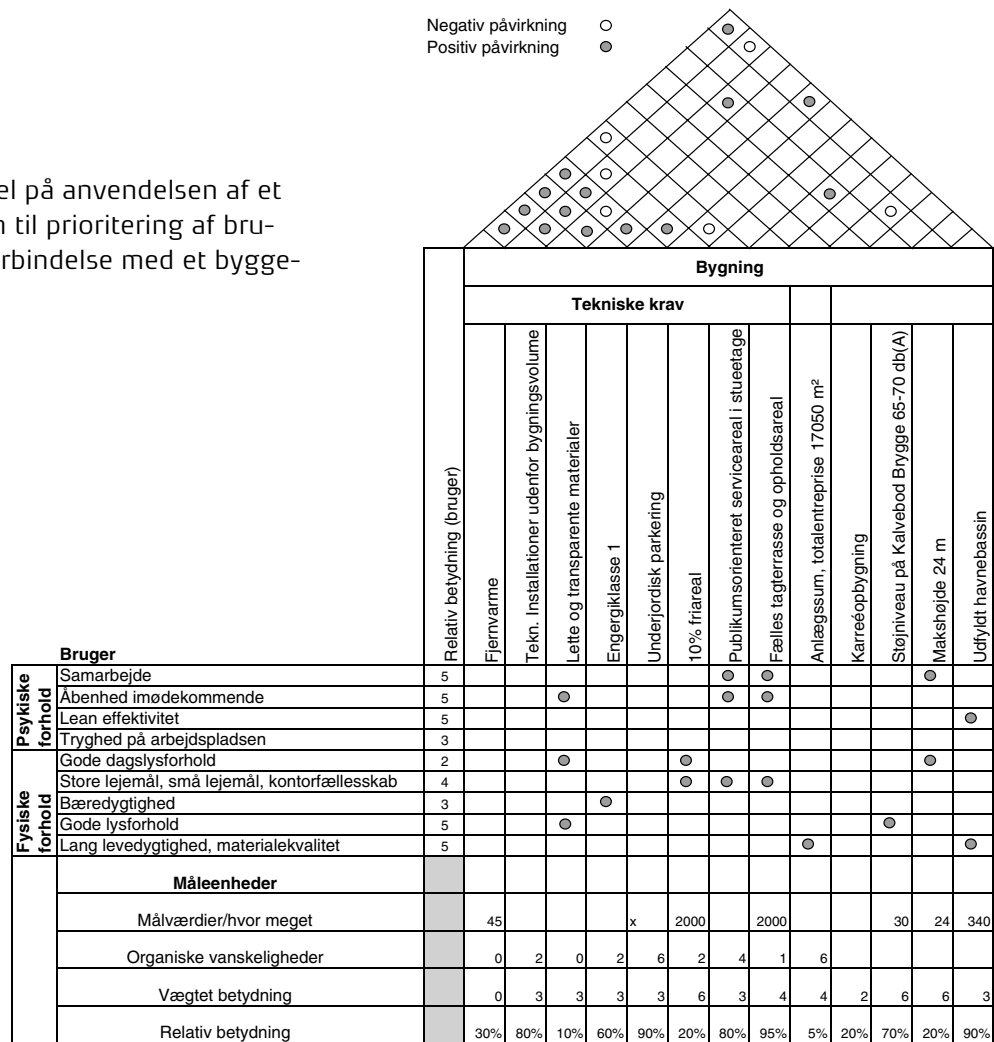 Negativ påvirkning
Positiv påvirkning
el på anvendelsen af et
n til prioritering af bru-
rbindelse med et bygge-
Bygning
Tekniske krav
Relativ betydning (bruger)
Fjernvarme
Tekn. Installationer udenfor bygningsvolume
Lette og transparente materialer
Engergiklasse 1
Underjordisk parkering
10% friareal
Publikumsorienteret serviceareal i stueetage
Fælles tagterrasse og opholdsareal
Anlægssum, totalentreprise 17050 m²
Karreéopbygning
Støjniveau på Kalvebod Brygge 65-70 db(A)
Makshøjde 24 m
Udfyldt havnebassin
Bruger
Psykiske forhold
Samarbejde 5
Åbenhed imødekommende 5
Lean effektivitet 5
Tryghed på arbejdspladsen 3
Fysiske forhold
Gode dagslysforhold 2
Store lejemål, små lejemål, kontorfællesskab 4
Bæredygtighed 3
Gode lysforhold 5
Lang levedygtighed, materialekvalitet 5
Måleenheder
Målværdier/hvor meget 45 x 2000 2000 30 24 340
Organiske vanskeligheder 0 2 0 2 6 2 4 1 6
Vægtet betydning 0 3 3 3 3 6 3 4 4 2 6 6 3
Relativ betydning 30% 80% 10% 60% 90% 20% 80% 95% 5% 20% 70% 20% 90%